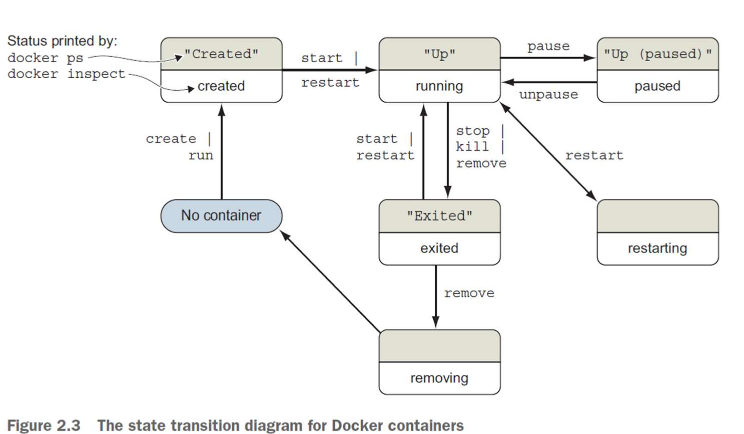 Status printed by:
docker ps
docker inspect
"Created"
created
start |
restart
"Up"
running
pause
unpause
"Up (paused)"
paused
create |
run
start |
restart
stop |
kill |
remove
restart
No container
"Exited"
exited
restarting
remove
removing
Figure 2.3 The state transition diagram for Docker containers